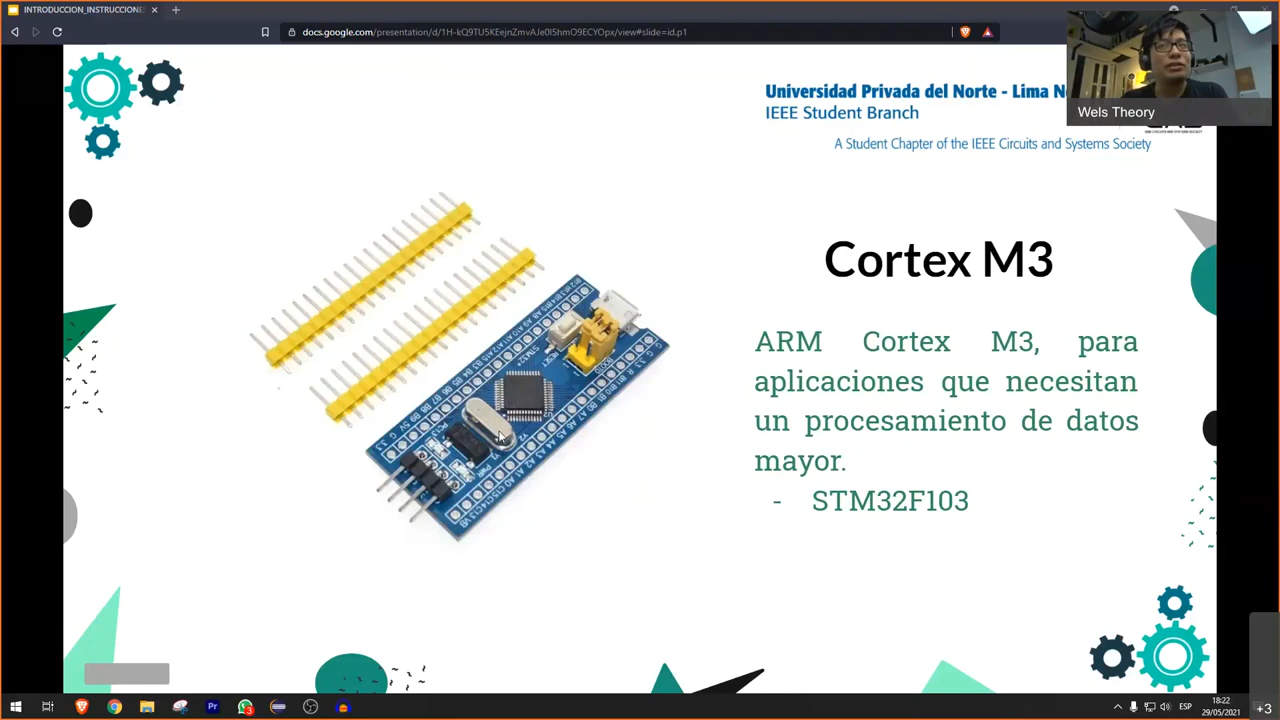 INTRODUCCION_INSTRUCCIONE
docs.google.com/presentation/d/1H-kQ9TU5KEejnZmvAJe0l5hmO9ECYOpx/view#slide=id.p1
Universidad Privada del Norte - Lima N
IEEE Student Branch
A Student Chapter of the IEEE Circuits and Systems Society
Wels Theory
Cortex M3
ARM Cortex M3, para
aplicaciones que necesitan
un procesamiento de datos
mayor.
- STM32F103
RESET
ESP
18:22
29/05/2021
+3